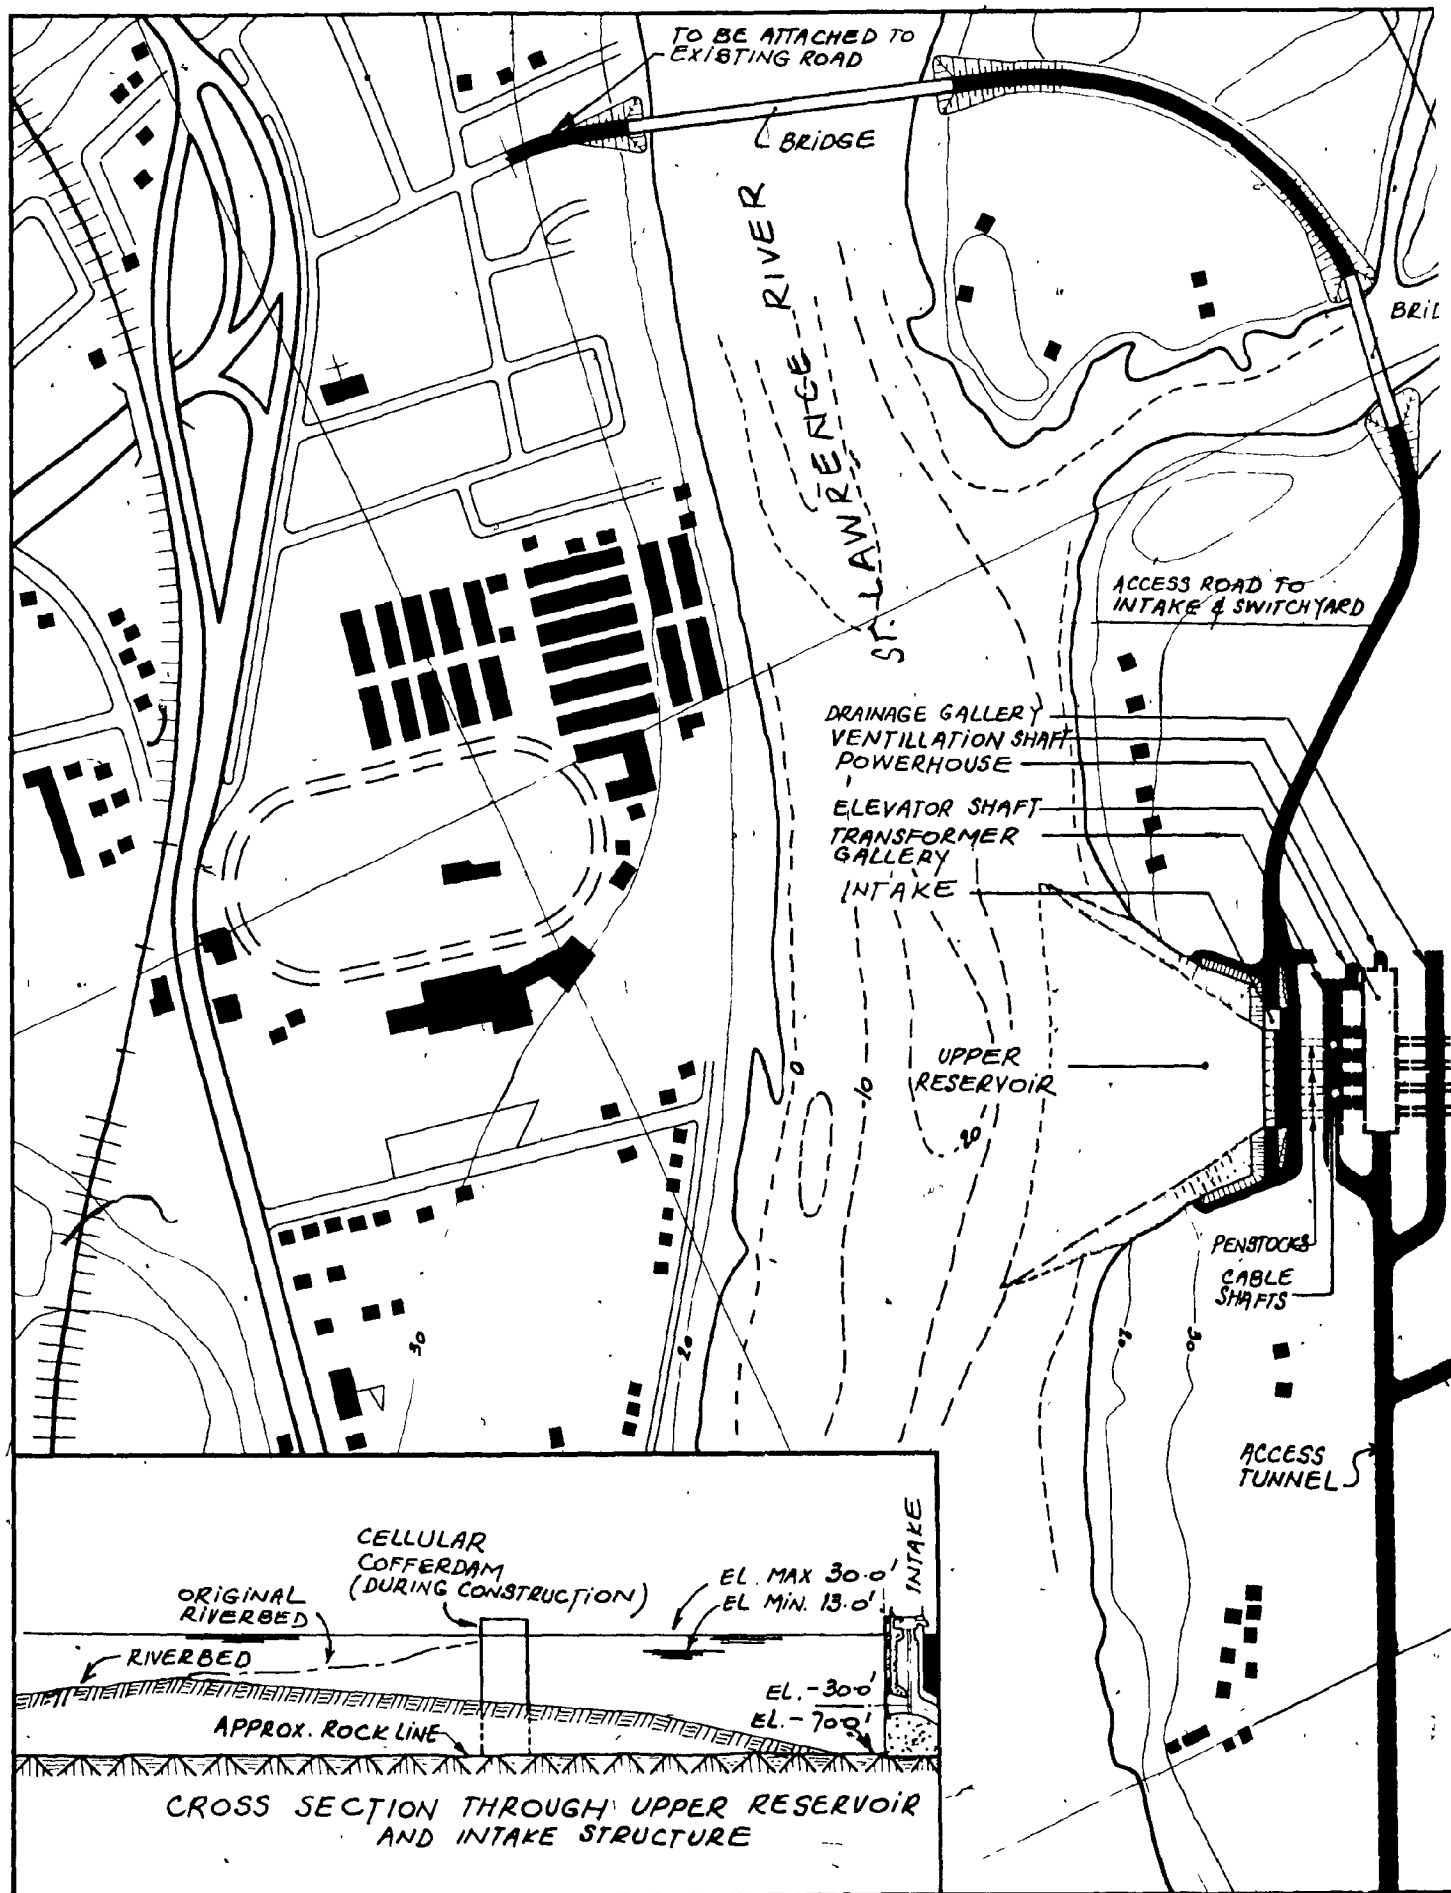 TO BE ATTACHED TO
EXISTING ROAD
BRIDGE
ST. LAWRENCE RIVER
BRID
ACCESS ROAD TO
INTAKE & SWITCHYARD
DRAINAGE GALLERY
VENTILLATION SHAFT
POWERHOUSE
ELEVATOR SHAFT
TRANSFORMER
GALLERY
INTAKE
UPPER
RESERVOIR
0
-10
-20
PENSTOCKS
CABLE
SHAFTS
30
20
20
30
ACCESS
TUNNEL
CELLULAR
COFFERDAM
(DURING CONSTRUCTION)
ORIGINAL
RIVERBED
RIVERBED
EL. MAX 30.0'
EL MIN. 13.0'
INTAKE
EL. -30.0'
EL. -70.0'
APPROX. ROCK LINE
CROSS SECTION THROUGH UPPER RESERVOIR
AND INTAKE STRUCTURE